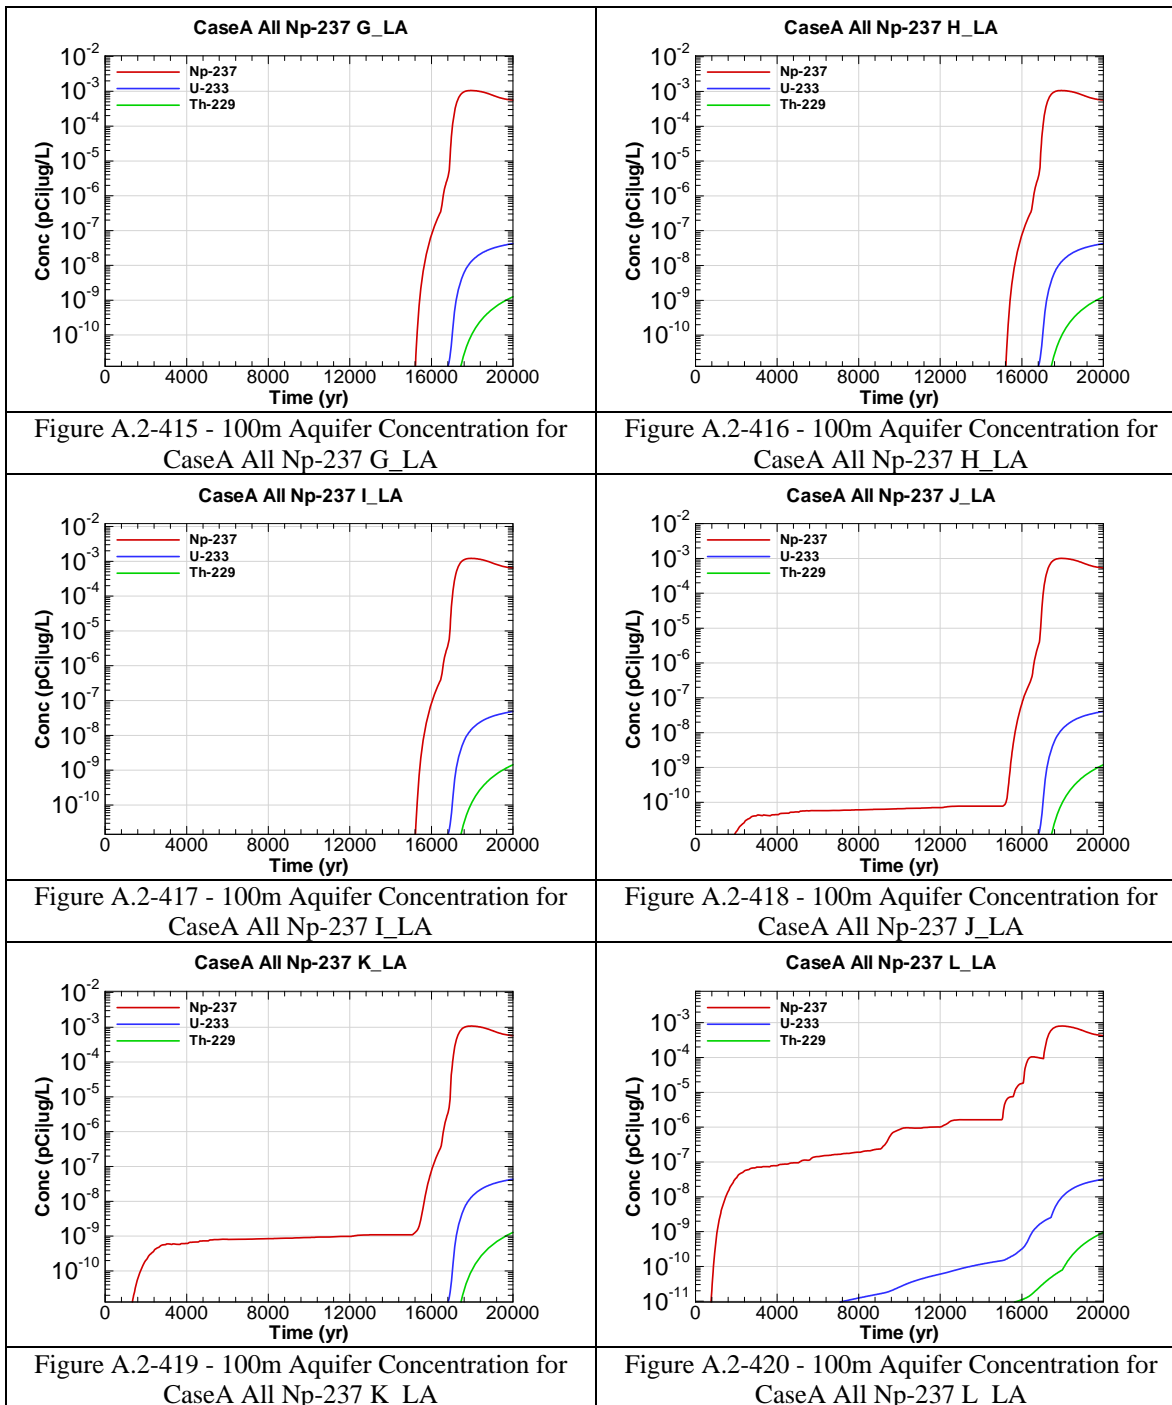 CaseA All Np-237 G_LA
Np-237
U-233
Th-229
Conc (pCi|ug/L)
10-2
10-3
10-4
10-5
10-6
10-7
10-8
10-9
10-10
0 4000 8000 12000 16000 20000
Time (yr)
Figure A.2-415 - 100m Aquifer Concentration for
CaseA All Np-237 G_LA
CaseA All Np-237 H_LA
Np-237
U-233
Th-229
Conc (pCi|ug/L)
10-2
10-3
10-4
10-5
10-6
10-7
10-8
10-9
10-10
0 4000 8000 12000 16000 20000
Time (yr)
Figure A.2-416 - 100m Aquifer Concentration for
CaseA All Np-237 H_LA
CaseA All Np-237 I_LA
Np-237
U-233
Th-229
Conc (pCi|ug/L)
10-2
10-3
10-4
10-5
10-6
10-7
10-8
10-9
10-10
0 4000 8000 12000 16000 20000
Time (yr)
Figure A.2-417 - 100m Aquifer Concentration for
CaseA All Np-237 I_LA
CaseA All Np-237 J_LA
Np-237
U-233
Th-229
Conc (pCi|ug/L)
10-2
10-3
10-4
10-5
10-6
10-7
10-8
10-9
10-10
0 4000 8000 12000 16000 20000
Time (yr)
Figure A.2-418 - 100m Aquifer Concentration for
CaseA All Np-237 J_LA
CaseA All Np-237 K_LA
Np-237
U-233
Th-229
Conc (pCi|ug/L)
10-2
10-3
10-4
10-5
10-6
10-7
10-8
10-9
10-10
0 4000 8000 12000 16000 20000
Time (yr)
Figure A.2-419 - 100m Aquifer Concentration for
CaseA All Np-237 K_LA
CaseA All Np-237 L_LA
Np-237
U-233
Th-229
Conc (pCi|ug/L)
10-3
10-4
10-5
10-6
10-7
10-8
10-9
10-10
10-11
0 4000 8000 12000 16000 20000
Time (yr)
Figure A.2-420 - 100m Aquifer Concentration for
CaseA All Np-237 L_LA